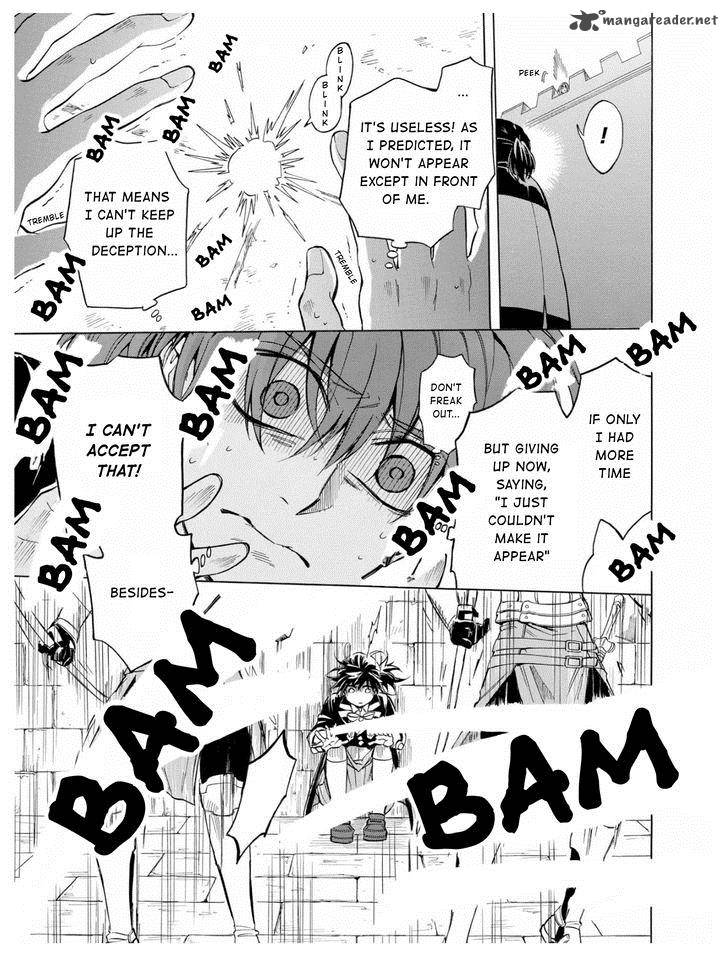 mangareader.net
PEEK
!
BLINK
BLINK
...
IT'S USELESS! AS
I PREDICTED, IT
WON'T APPEAR
EXCEPT IN FRONT
OF ME.
BAM
BAM
BAM
THAT MEANS
I CAN'T KEEP
UP THE
DECEPTION...
TREMBLE
TREMBLE
BAM
BAM
BAM
BAM
BAM
IF ONLY
I HAD
MORE
TIME
BUT GIVING
UP NOW,
SAYING,
"I JUST
COULDN'T
MAKE IT
APPEAR"
DON'T
FREAK
OUT...
BAM
BAM
I CAN'T
ACCEPT
THAT!
BAM
BAM
BAM
BESIDES-
BAM
BAM